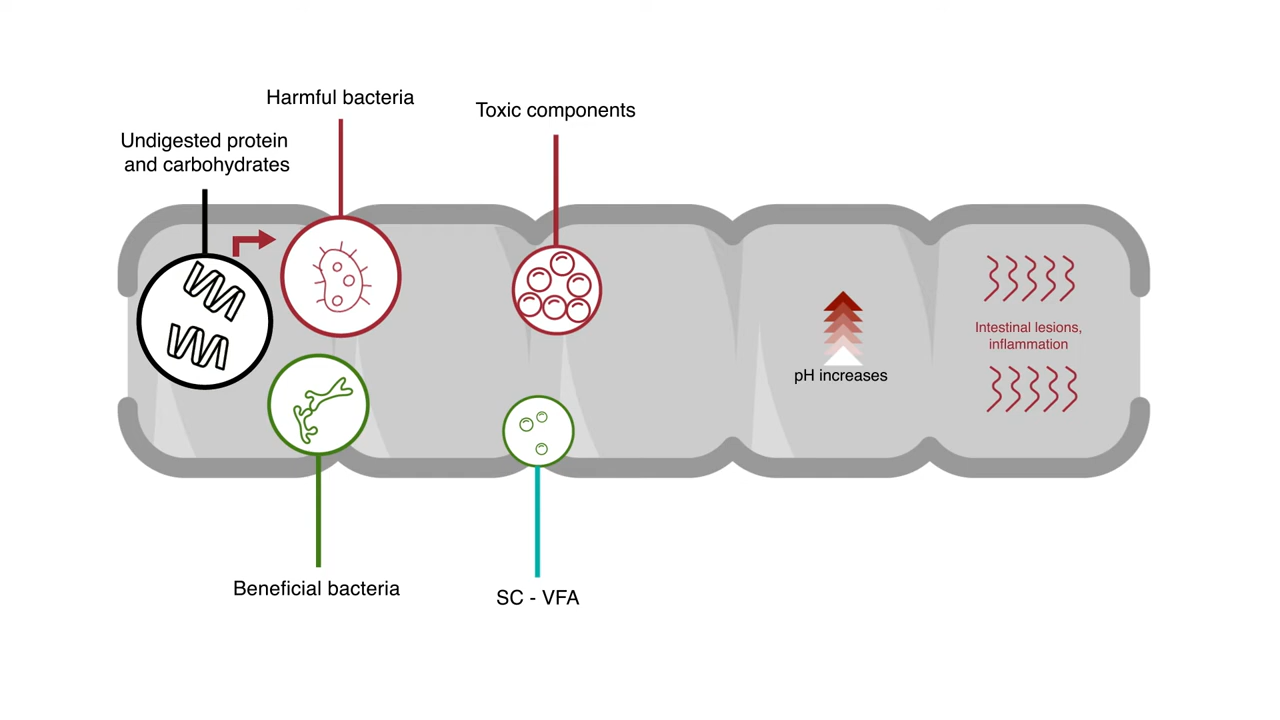 Harmful bacteria
Toxic components
Undigested protein
and carbohydrates
Intestinal lesions,
inflammation
pH increases
Beneficial bacteria
SC - VFA